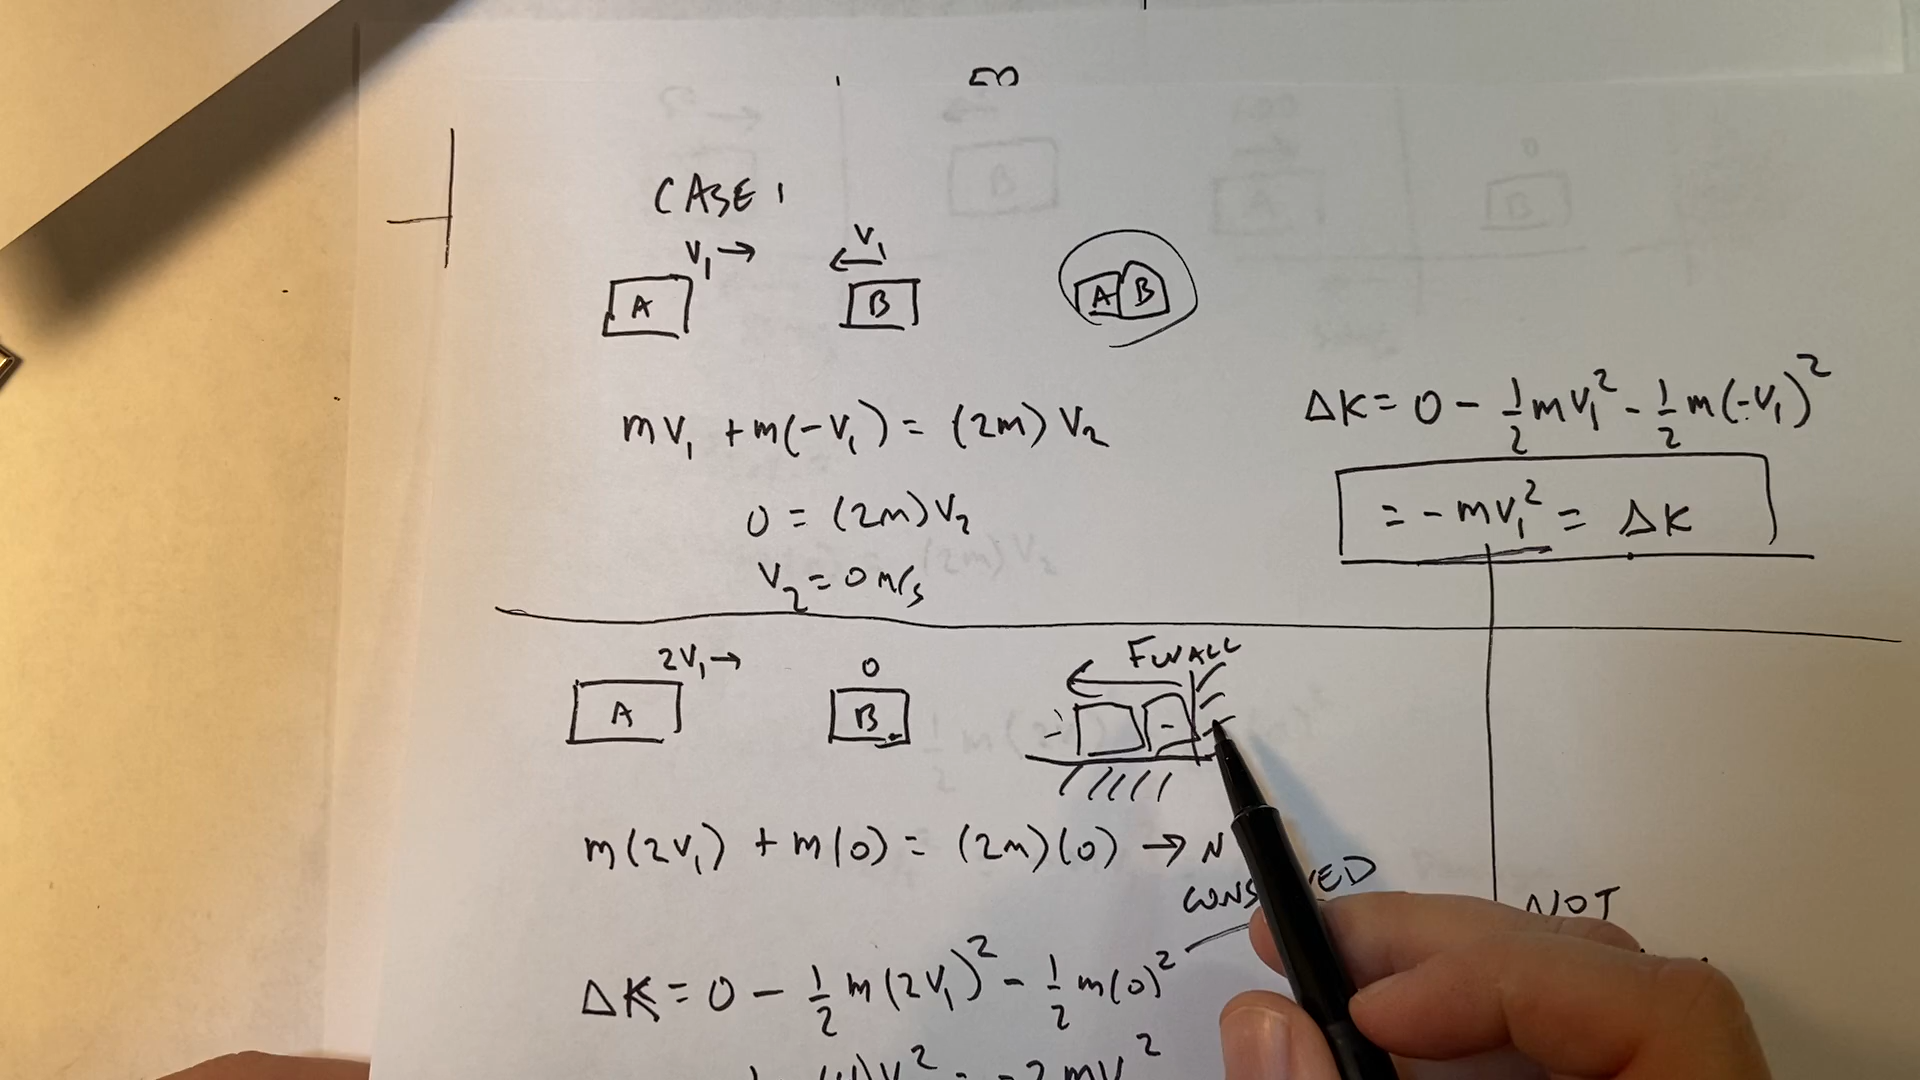 CASE 1
V₁ → V₁ ←
A B A B
mV₁ + m(-V₁) = (2m) V₂
ΔK = 0 - ½mV₁² - ½m(-V₁)²
= -mV₁² = ΔK
0 = (2m)V₂
V₂ = 0 m/s
2V₁ → 0 FWALL
A B
m(2V₁) + m(0) = (2m)(0) → N
NOT
ΔK = 0 - ½m(2V₁)² - ½m(0)²